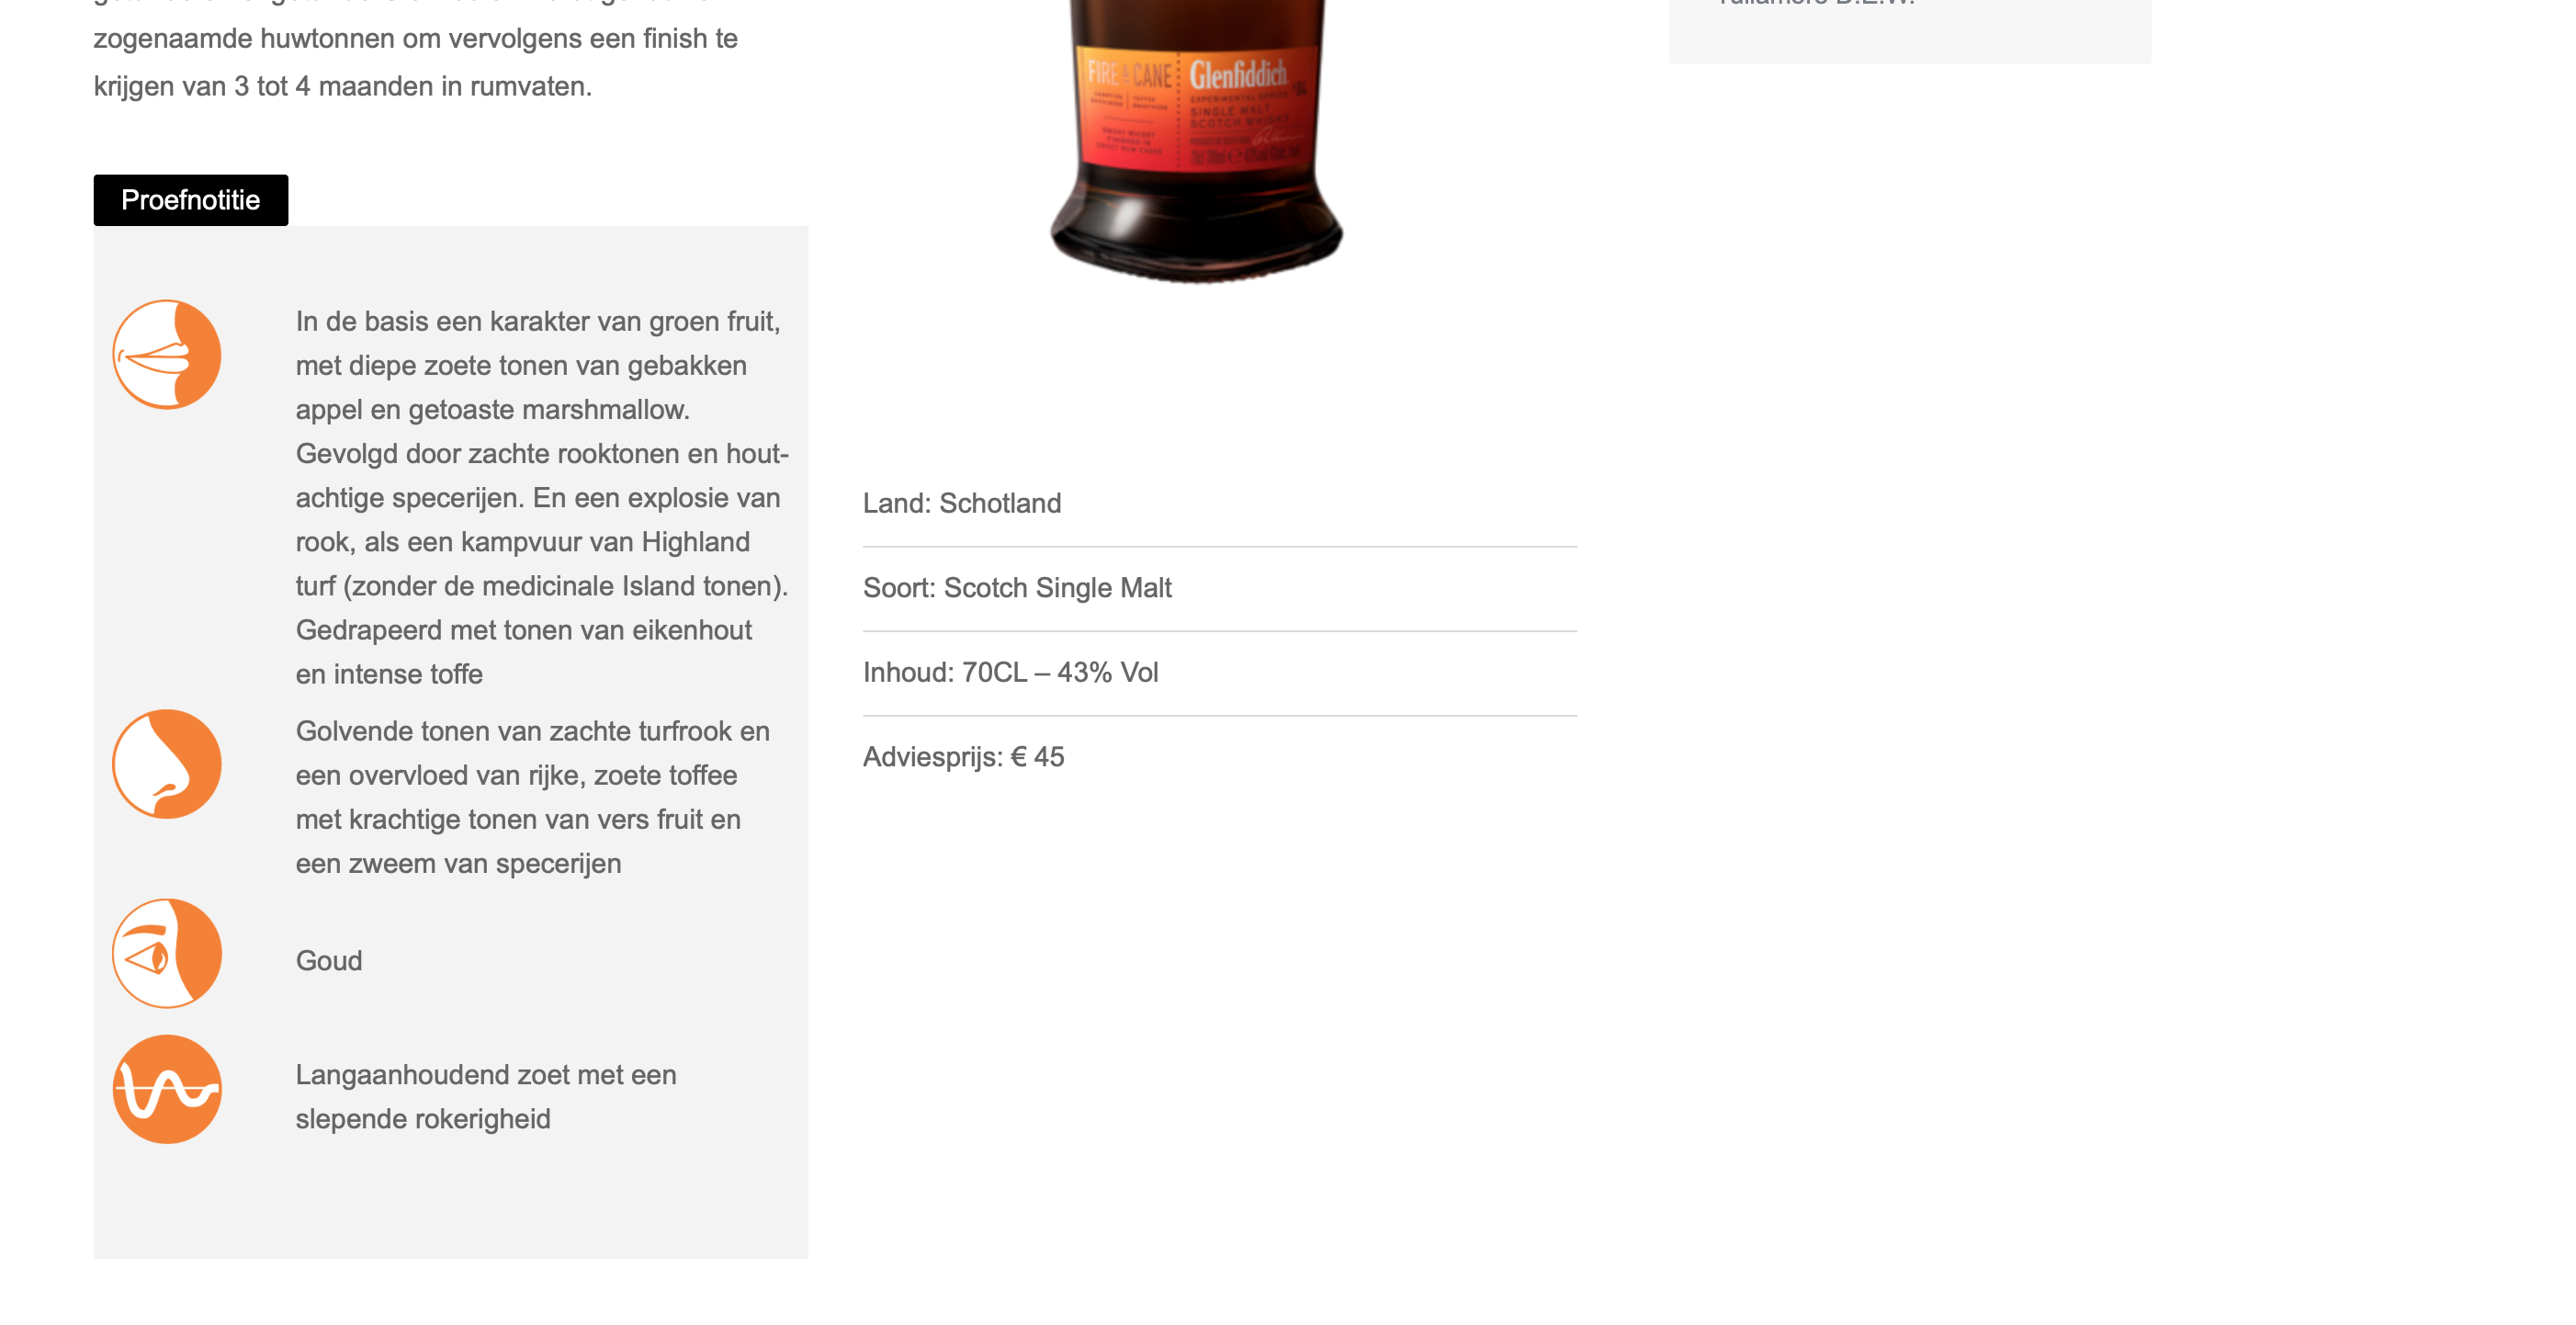 zogenaamde huwtonnen om vervolgens een finish te
krijgen van 3 tot 4 maanden in rumvaten.
Proefnotitie
In de basis een karakter van groen fruit,
met diepe zoete tonen van gebakken
appel en getoaste marshmallow.
Gevolgd door zachte rooktonen en hout-
achtige specerijen. En een explosie van
rook, als een kampvuur van Highland
turf (zonder de medicinale Island tonen).
Gedrapeerd met tonen van eikenhout
en intense toffe
Golvende tonen van zachte turfrook en
een overvloed van rijke, zoete toffee
met krachtige tonen van vers fruit en
een zweem van specerijen
Goud
Langaanhoudend zoet met een
slepende rokerigheid
FIRE & CANE
Glenfiddich
EXPERIMENTAL SERIES
SINGLE MALT
SCOTCH WHISKY
Land: Schotland
Soort: Scotch Single Malt
Inhoud: 70CL – 43% Vol
Adviesprijs: € 45
Tullamore D.E.W.